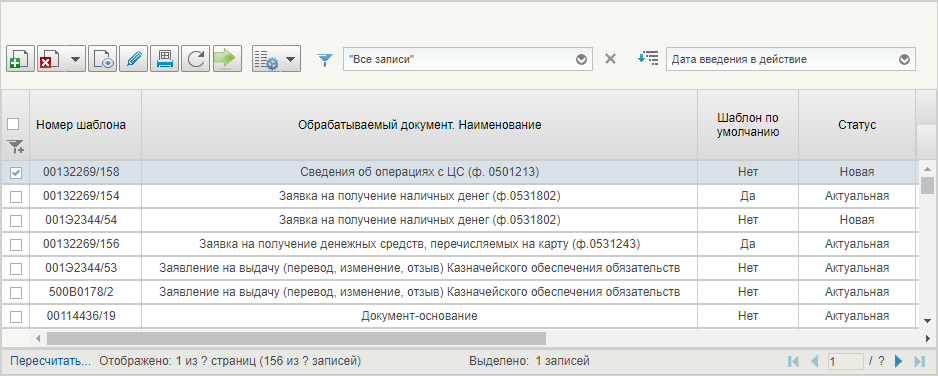 "Все записи"
Дата введения в действие
Номер шаблона
Обрабатываемый документ. Наименование
Шаблон по
умолчанию
Статус
00132269/158 Сведения об операциях с ЦС (ф. 0501213) Нет Новая
00132269/154 Заявка на получение наличных денег (ф.0531802) Да Актуальная
001Э2344/54 Заявка на получение наличных денег (ф.0531802) Нет Новая
00132269/156 Заявка на получение денежных средств, перечисляемых на карту (ф.0531243) Да Актуальная
001Э2344/53 Заявление на выдачу (перевод, изменение, отзыв) Казначейского обеспечения обязательств Нет Актуальная
500В0178/2 Заявление на выдачу (перевод, изменение, отзыв) Казначейского обеспечения обязательств Нет Актуальная
00114436/19 Документ-основание Нет Актуальная
Пересчитать... Отображено: 1 из ? страниц (156 из ? записей) Выделено: 1 записей 1 / ?